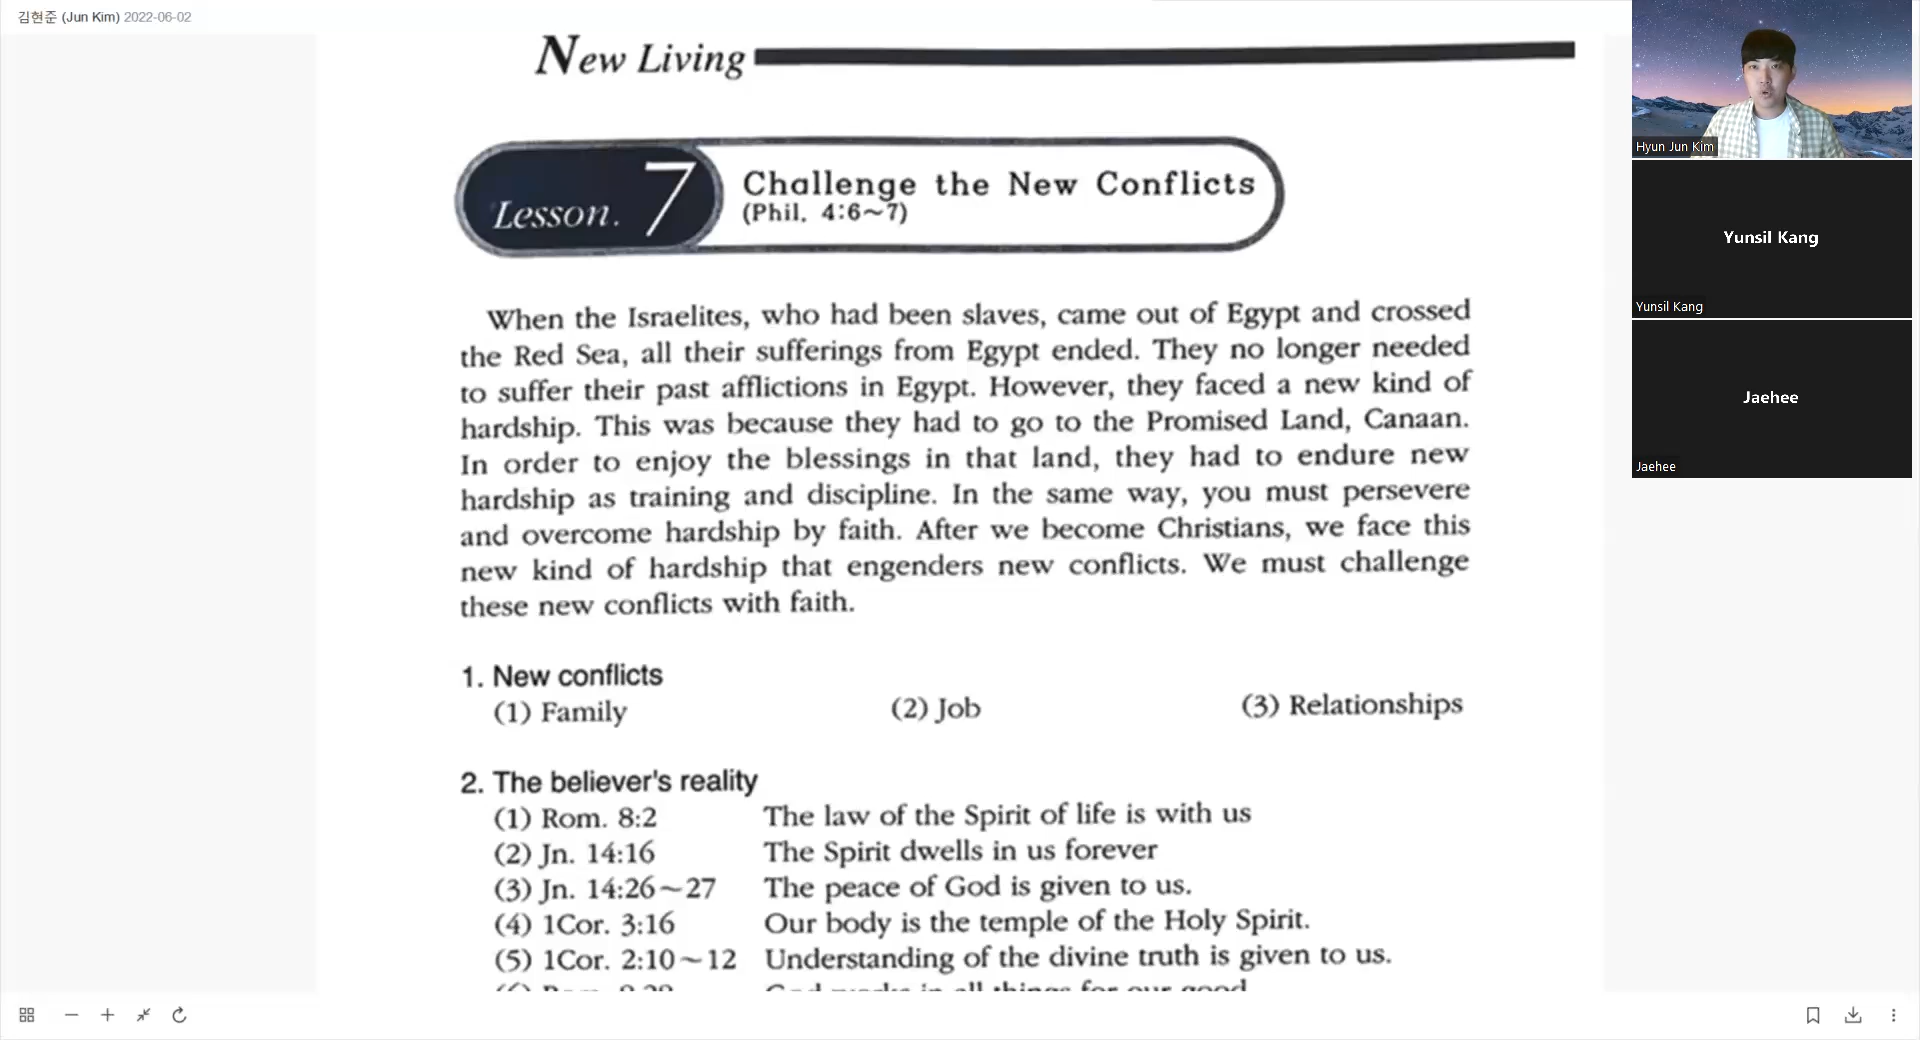 김현준 (Jun Kim) 2022-06-02
New Living
Lesson. 7
Challenge the New Conflicts
(Phil. 4:6~7)
When the Israelites, who had been slaves, came out of Egypt and crossed
the Red Sea, all their sufferings from Egypt ended. They no longer needed
to suffer their past afflictions in Egypt. However, they faced a new kind of
hardship. This was because they had to go to the Promised Land, Canaan.
In order to enjoy the blessings in that land, they had to endure new
hardship as training and discipline. In the same way, you must persevere
and overcome hardship by faith. After we become Christians, we face this
new kind of hardship that engenders new conflicts. We must challenge
these new conflicts with faith.
1. New conflicts
(1) Family (2) Job (3) Relationships
2. The believer's reality
(1) Rom. 8:2 The law of the Spirit of life is with us
(2) Jn. 14:16 The Spirit dwells in us forever
(3) Jn. 14:26~27 The peace of God is given to us.
(4) 1Cor. 3:16 Our body is the temple of the Holy Spirit.
(5) 1Cor. 2:10~12 Understanding of the divine truth is given to us.
God works in all things for our good
Hyun Jun Kim
Yunsil Kang
Yunsil Kang
Jaehee
Jaehee